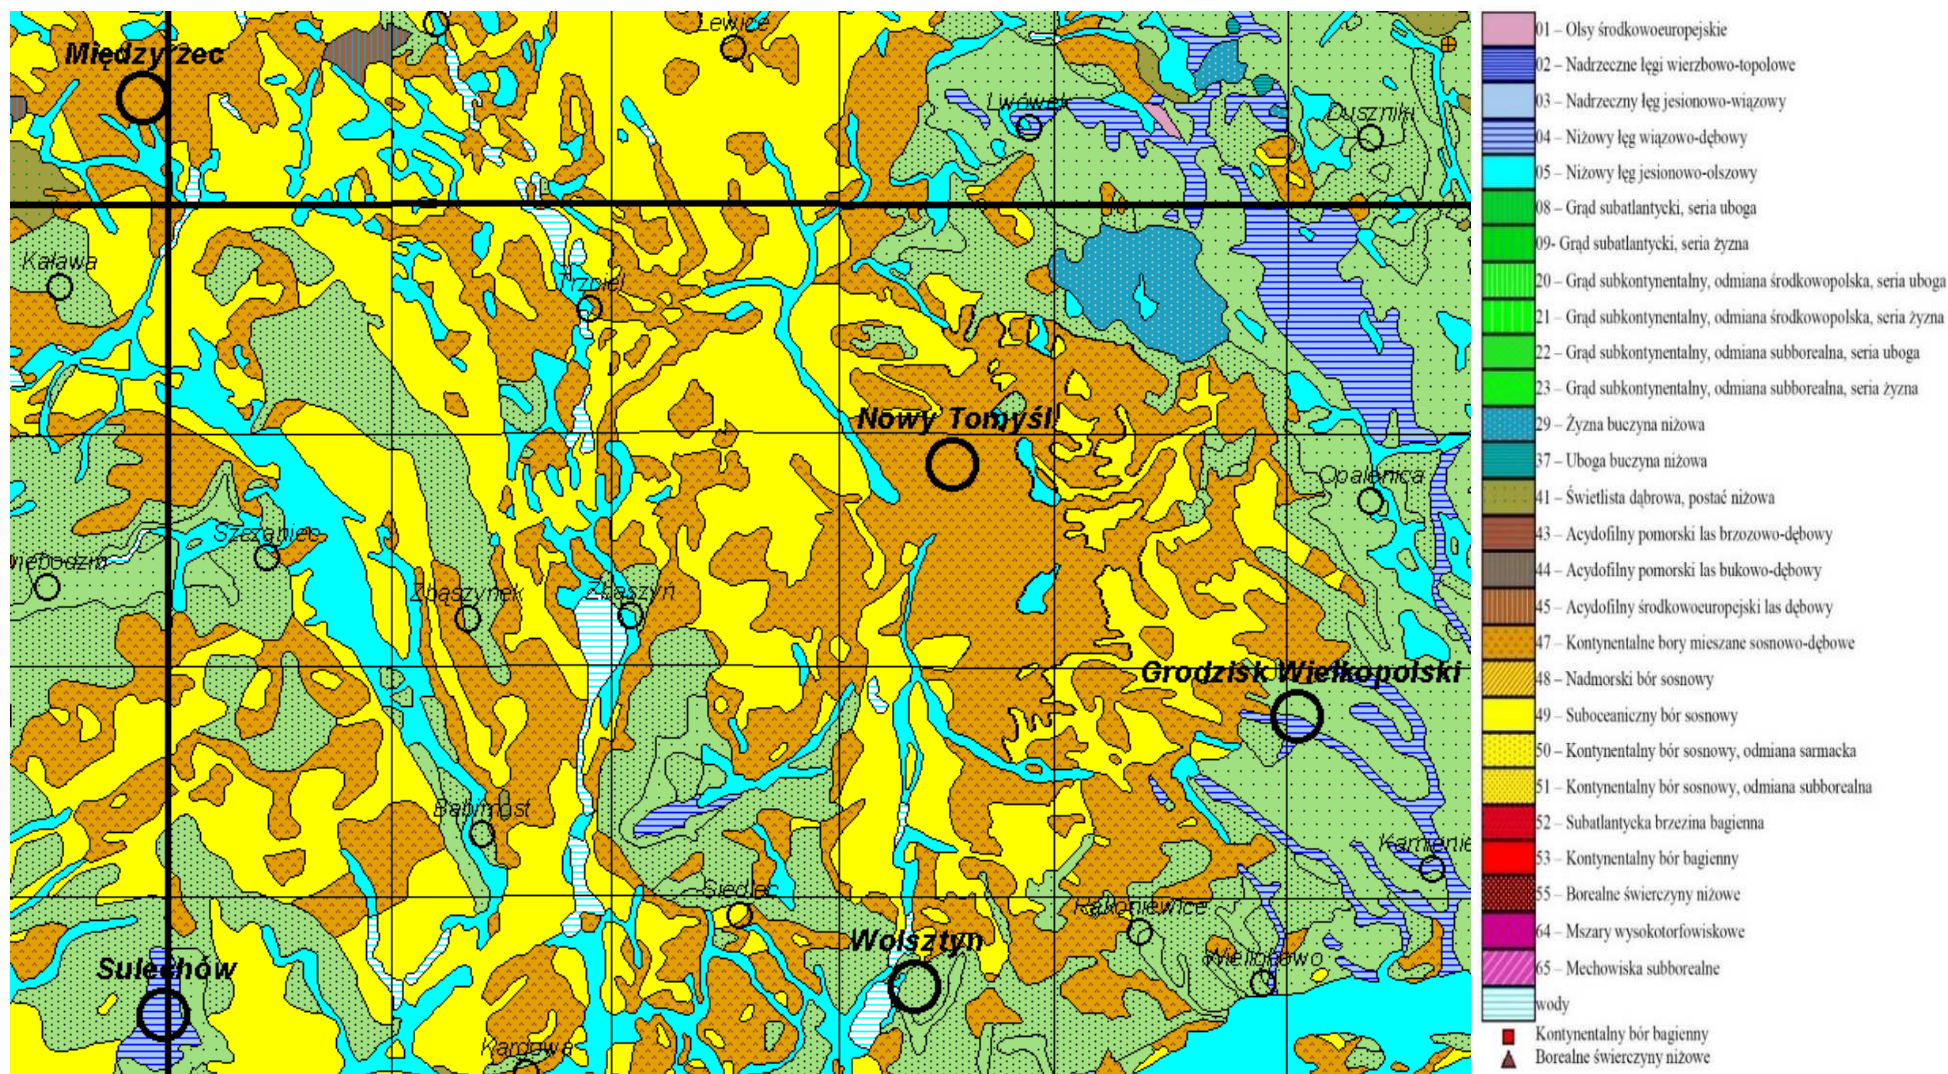 Międzyrzec
Lewice
Lwówek
Duszniki
Kaława
Trzciel
Nowy Tomyśl
Opalenica
Szczaniec
Zbąszynek
Zbąszyń
Grodzisk Wielkopolski
Babimost
Siedlec
Rakoniewice
Wolsztyn
Wielichowo
Sulechów
Kargowa
01 – Olsy środkowoeuropejskie
02 – Nadrzeczne łęgi wierzbowo-topolowe
03 – Nadrzeczny łęg jesionowo-wiązowy
04 – Niżowy łęg wiązowo-dębowy
05 – Niżowy łęg jesionowo-olszowy
08 – Grąd subatlantycki, seria uboga
09- Grąd subatlantycki, seria żyzna
20 – Grąd subkontynentalny, odmiana środkowopolska, seria uboga
21 – Grąd subkontynentalny, odmiana środkowopolska, seria żyzna
22 – Grąd subkontynentalny, odmiana subborealna, seria uboga
23 – Grąd subkontynentalny, odmiana subborealna, seria żyzna
29 – Żyzna buczyna niżowa
37 – Uboga buczyna niżowa
41 – Świetlista dąbrowa, postać niżowa
43 – Acydofilny pomorski las brzozowo-dębowy
44 – Acydofilny pomorski las bukowo-dębowy
45 – Acydofilny środkowoeuropejski las dębowy
47 – Kontynentalne bory mieszane sosnowo-dębowe
48 – Nadmorski bór sosnowy
49 – Suboceaniczny bór sosnowy
50 – Kontynentalny bór sosnowy, odmiana sarmacka
51 – Kontynentalny bór sosnowy, odmiana subborealna
52 – Subatlantycka brzezina bagienna
53 – Kontynentalny bór bagienny
55 – Borealne świerczyny niżowe
64 – Mszary wysokotorfowiskowe
65 – Mechowiska subborealne
wody
Kontynentalny bór bagienny
Borealne świerczyny niżowe